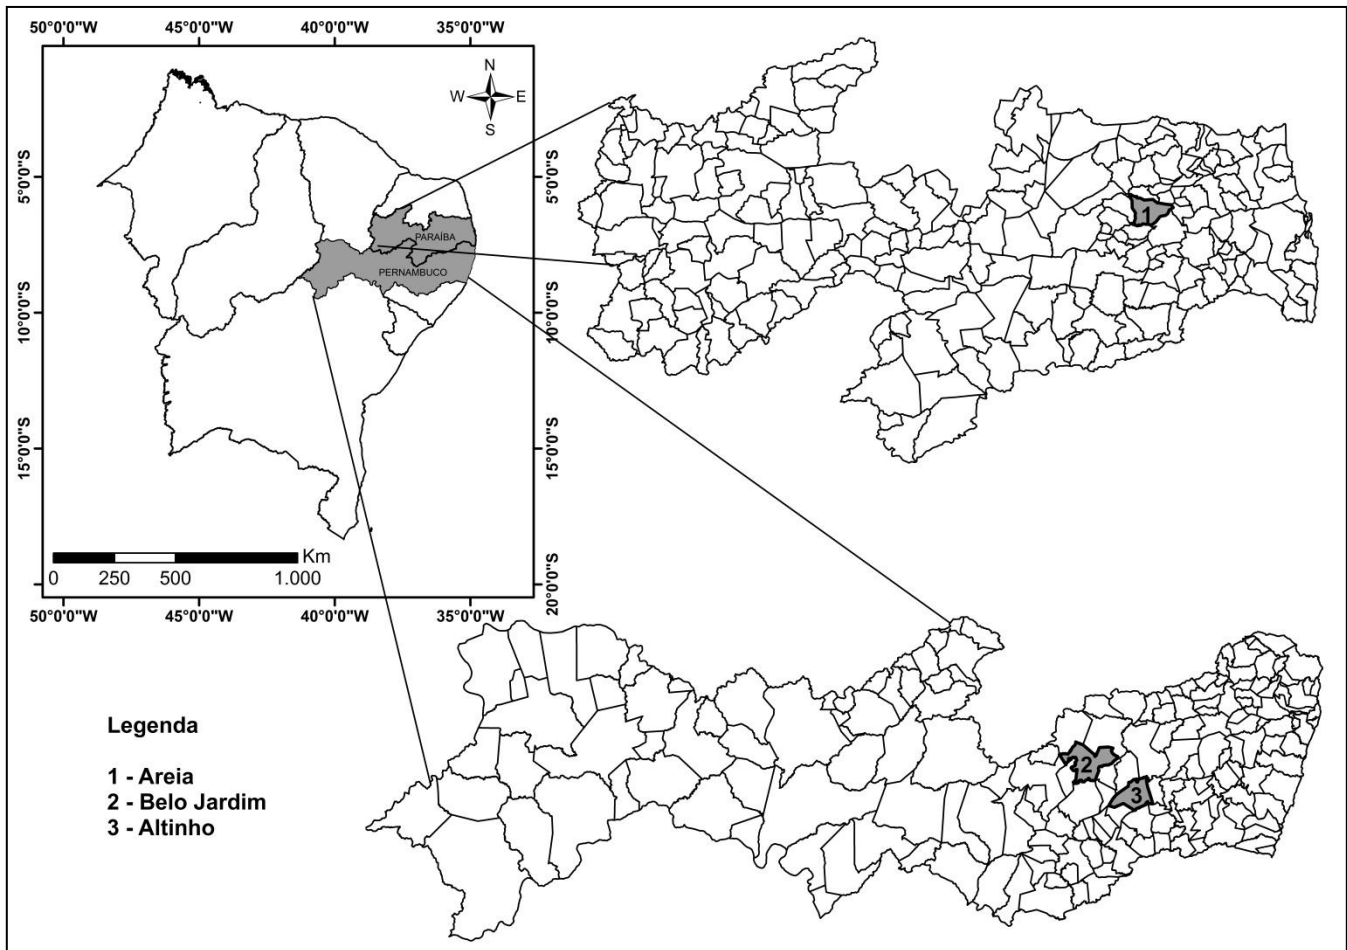 50°0'0"W 45°0'0"W 40°0'0"W 35°0'0"W
N
W E
S
5°0'0"S 5°0'0"S
PARAÍBA
PERNAMBUCO
10°0'0"S 10°0'0"S
15°0'0"S 15°0'0"S
20°0'0"S
Km
0 250 500 1.000
50°0'0"W 45°0'0"W 40°0'0"W 35°0'0"W
1
2
3
Legenda
1 - Areia
2 - Belo Jardim
3 - Altinho